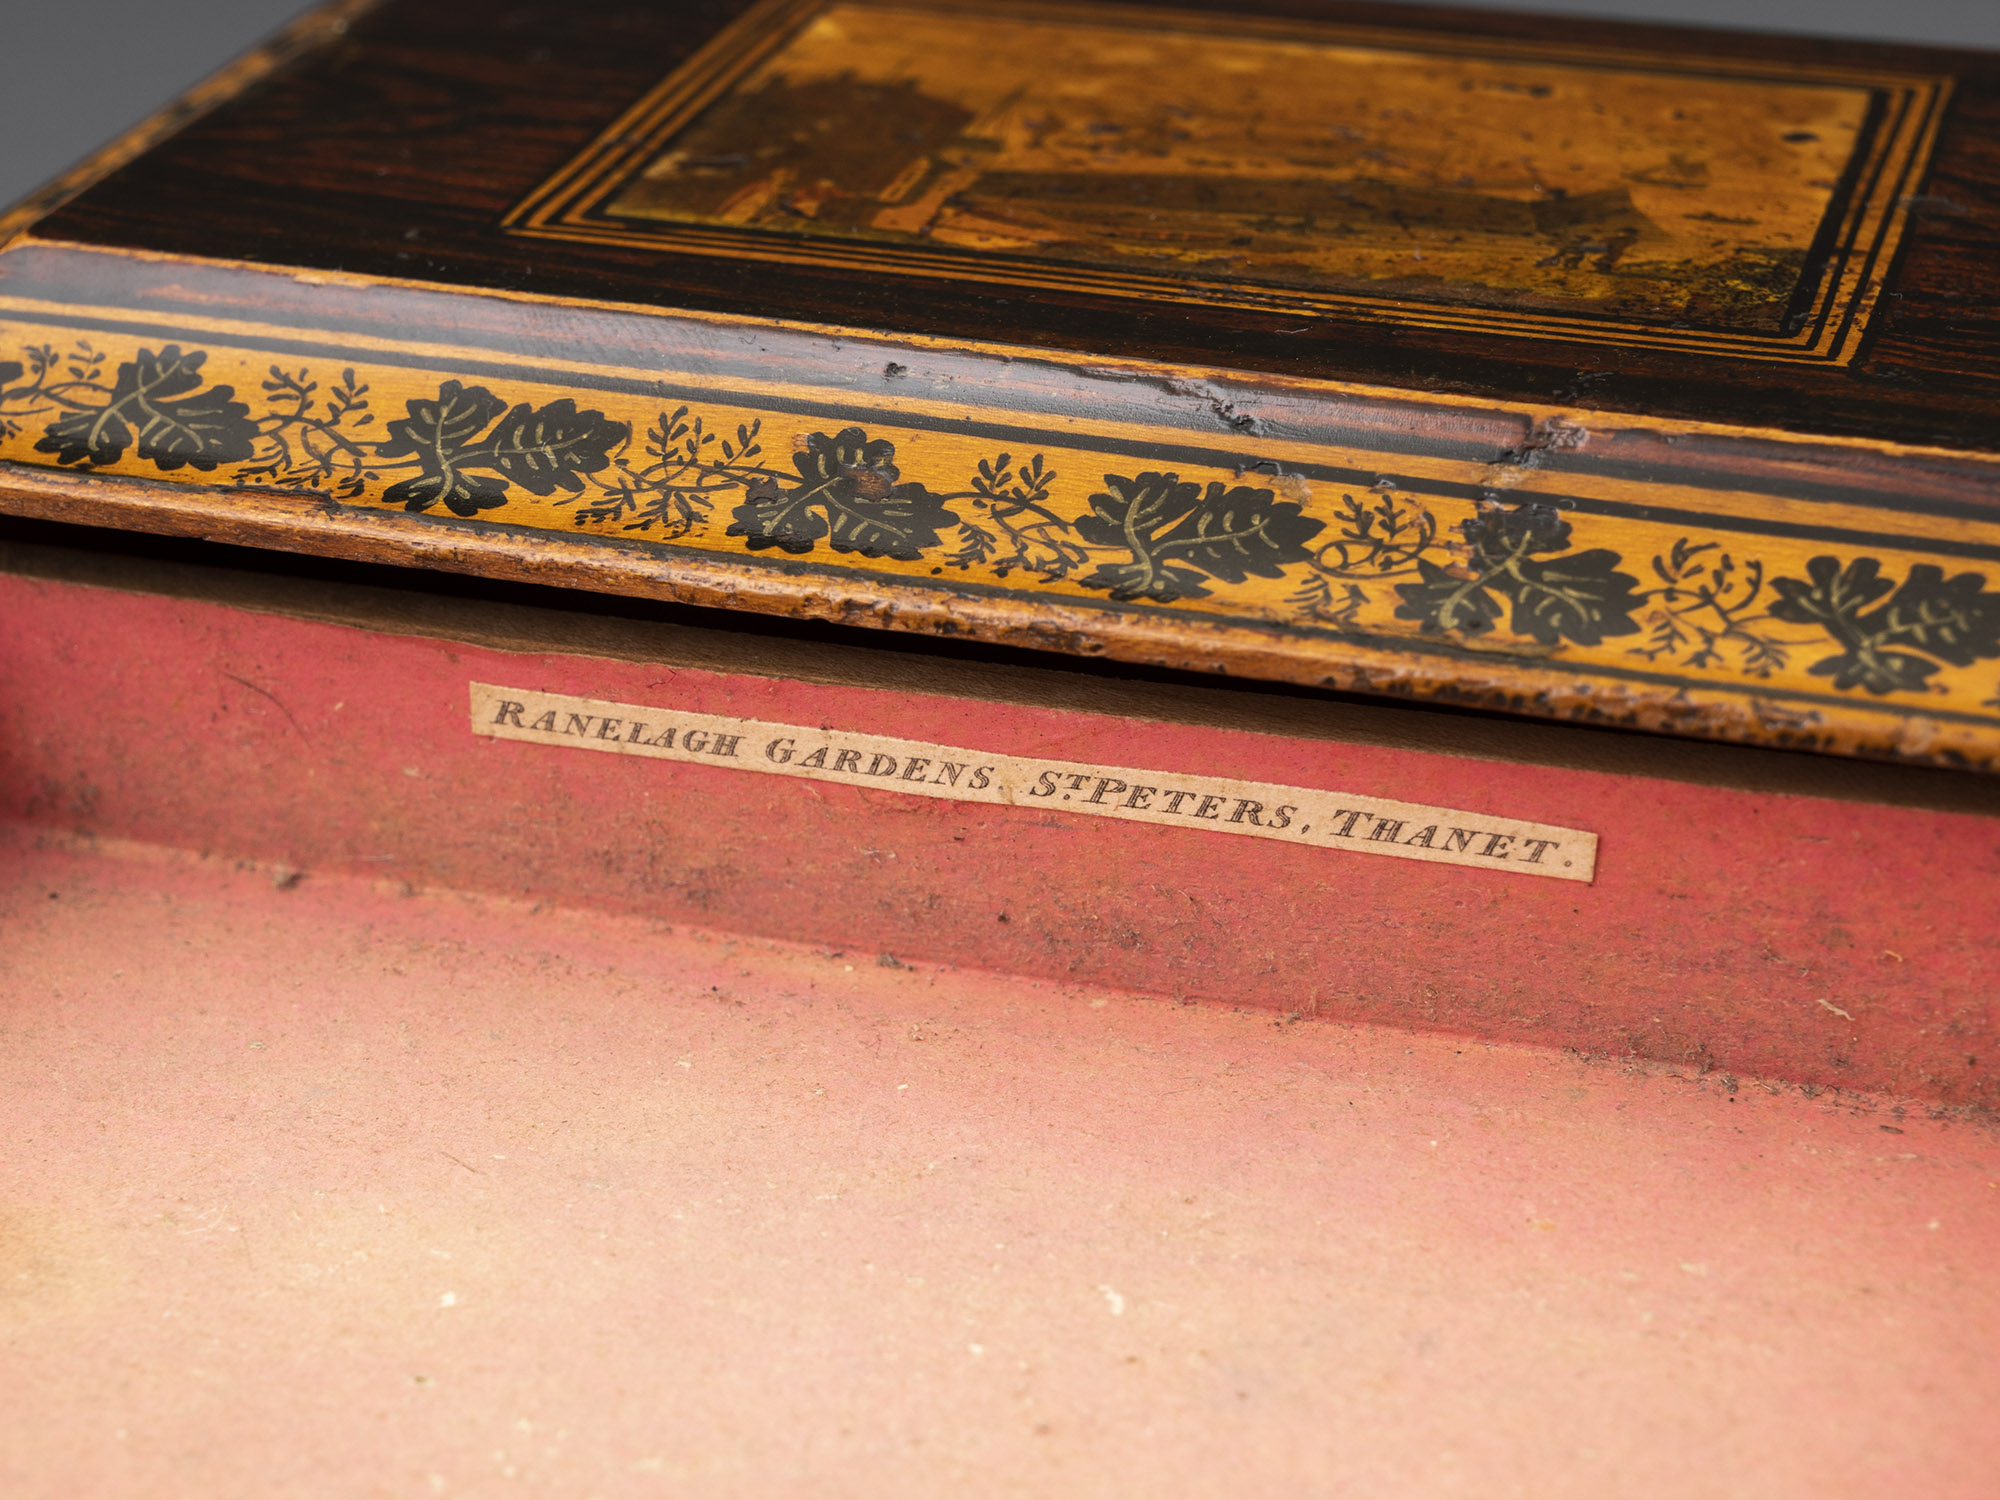 RANELAGH GARDENS. ST. PETERS, THANET.